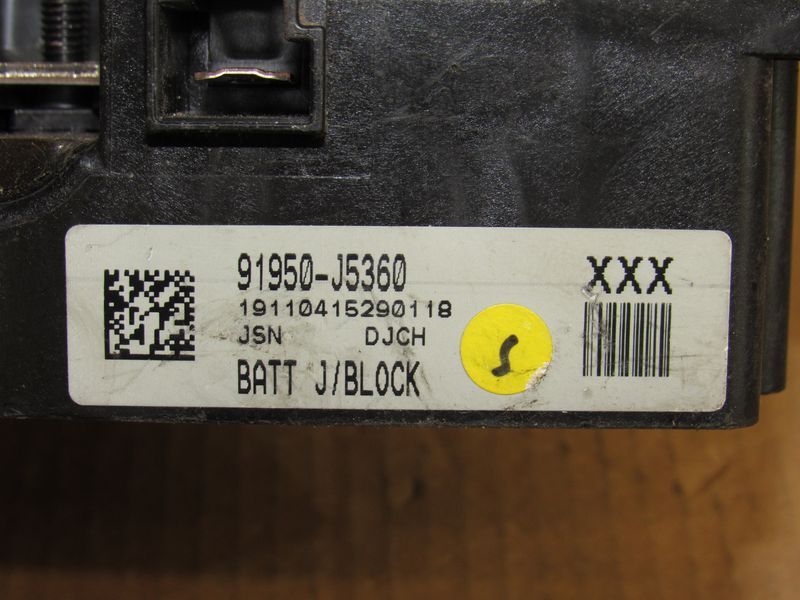 91950-J5360
19110415290118
JSN DJCH
BATT J/BLOCK
XXX